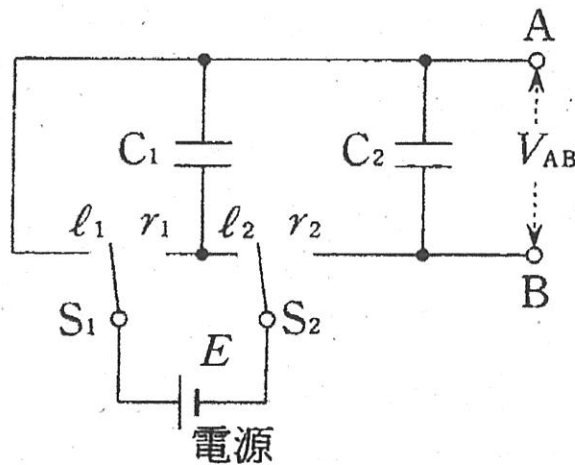 A
C₁ C₂ V_AB
ℓ₁ r₁ ℓ₂ r₂
B
S₁ S₂
E
電源